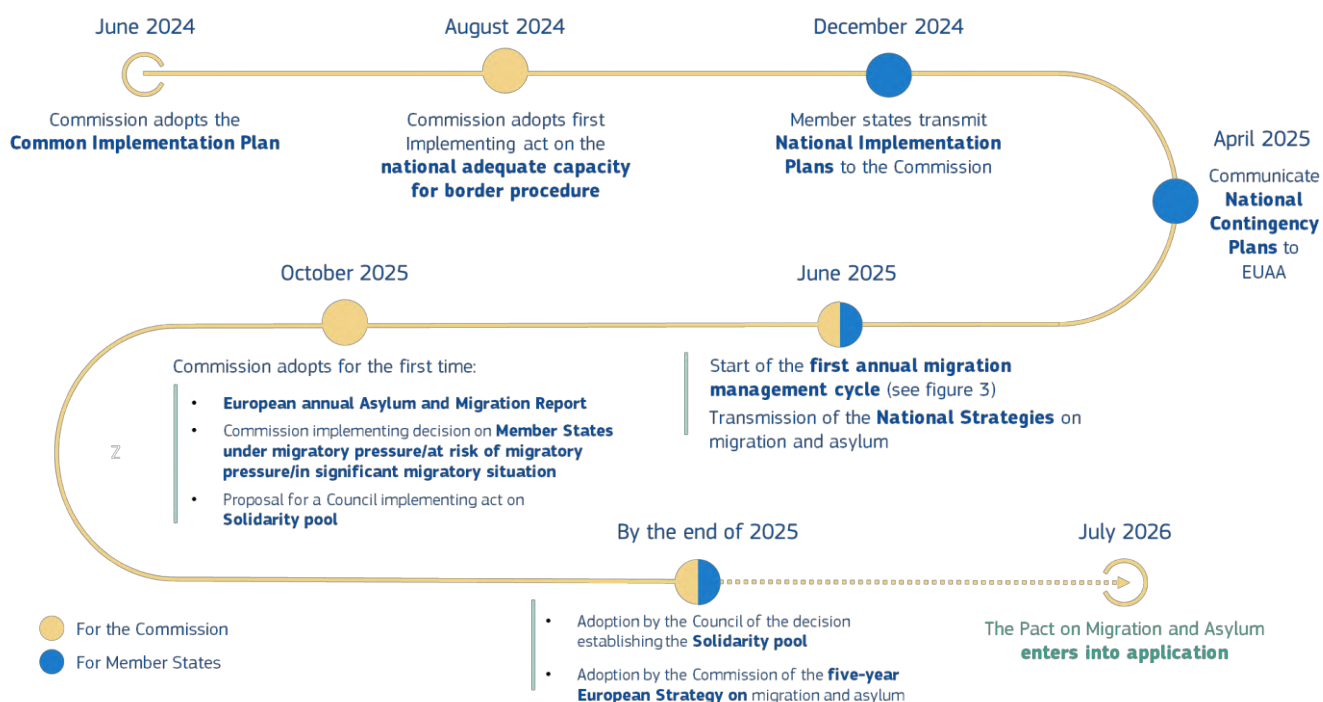 June 2024
Commission adopts the
Common Implementation Plan
August 2024
Commission adopts first
Implementing act on the
national adequate capacity
for border procedure
December 2024
Member states transmit
National Implementation
Plans to the Commission
April 2025
Communicate
National
Contingency
Plans to
EUAA
June 2025
Start of the first annual migration
management cycle (see figure 3)
Transmission of the National Strategies on
migration and asylum
October 2025
Commission adopts for the first time:
• European annual Asylum and Migration Report
• Commission implementing decision on Member States
under migratory pressure/at risk of migratory
pressure/in significant migratory situation
• Proposal for a Council implementing act on
Solidarity pool
Z
By the end of 2025
• Adoption by the Council of the decision
establishing the Solidarity pool
• Adoption by the Commission of the five-year
European Strategy on migration and asylum
July 2026
The Pact on Migration and Asylum
enters into application
For the Commission
For Member States